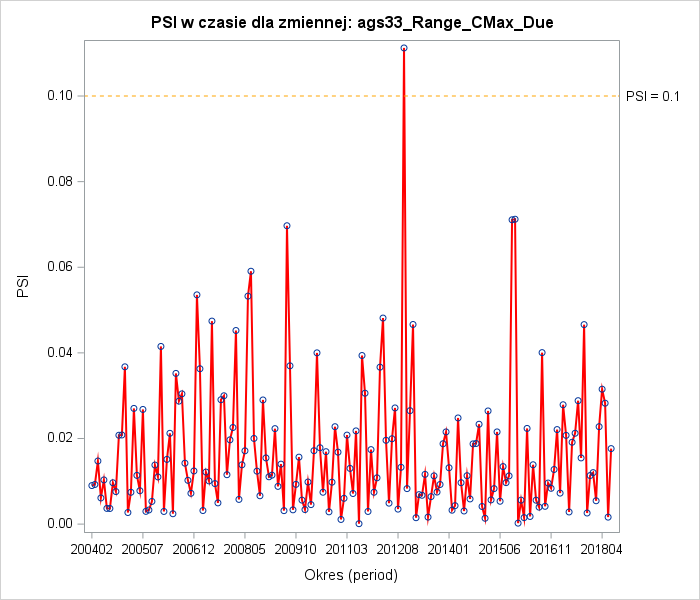 PSI w czasie dla zmiennej: ags33_Range_CMax_Due
0.10
PSI = 0.1
0.08
0.06
PSI
0.04
0.02
0.00
200402 200507 200612 200805 200910 201103 201208 201401 201506 201611 201804
Okres (period)